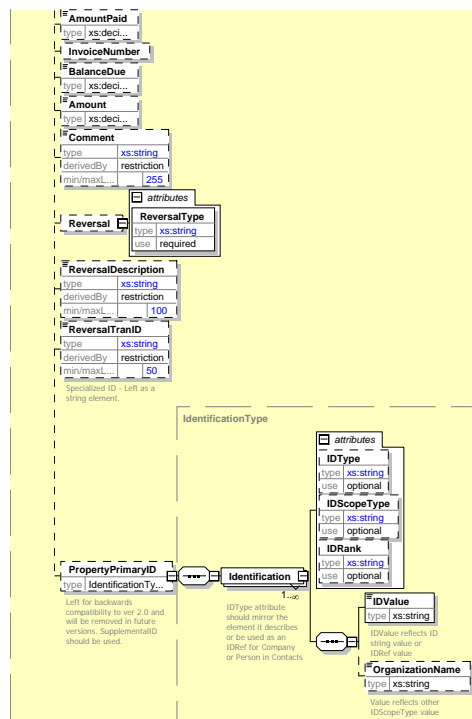 AmountPaid
type xs:deci...
InvoiceNumber
BalanceDue
type xs:deci...
Amount
type xs:deci...
Comment
type xs:string
derivedBy restriction
min/maxL... 255
attributes
Reversal
ReversalType
type xs:string
use required
ReversalDescription
type xs:string
derivedBy restriction
min/maxL... 100
ReversalTranID
type xs:string
derivedBy restriction
min/maxL... 50
Specialized ID - Left as a
string element.
IdentificationType
attributes
IDType
type xs:string
use optional
IDScopeType
type xs:string
use optional
IDRank
type xs:string
use optional
PropertyPrimaryID
type IdentificationTy...
Left for backwards
compatibility to ver 2.0 and
will be removed in future
versions. SupplementalID
should be used.
Identification
1..∞
IDType attribute
should mirror the
element it describes
or be used as an
IDRef for Company
or Person in Contacts
IDValue
type xs:string
IDValue reflects ID
string value or
IDRef value
OrganizationName
type xs:string
Value reflects other
IDScopeType value